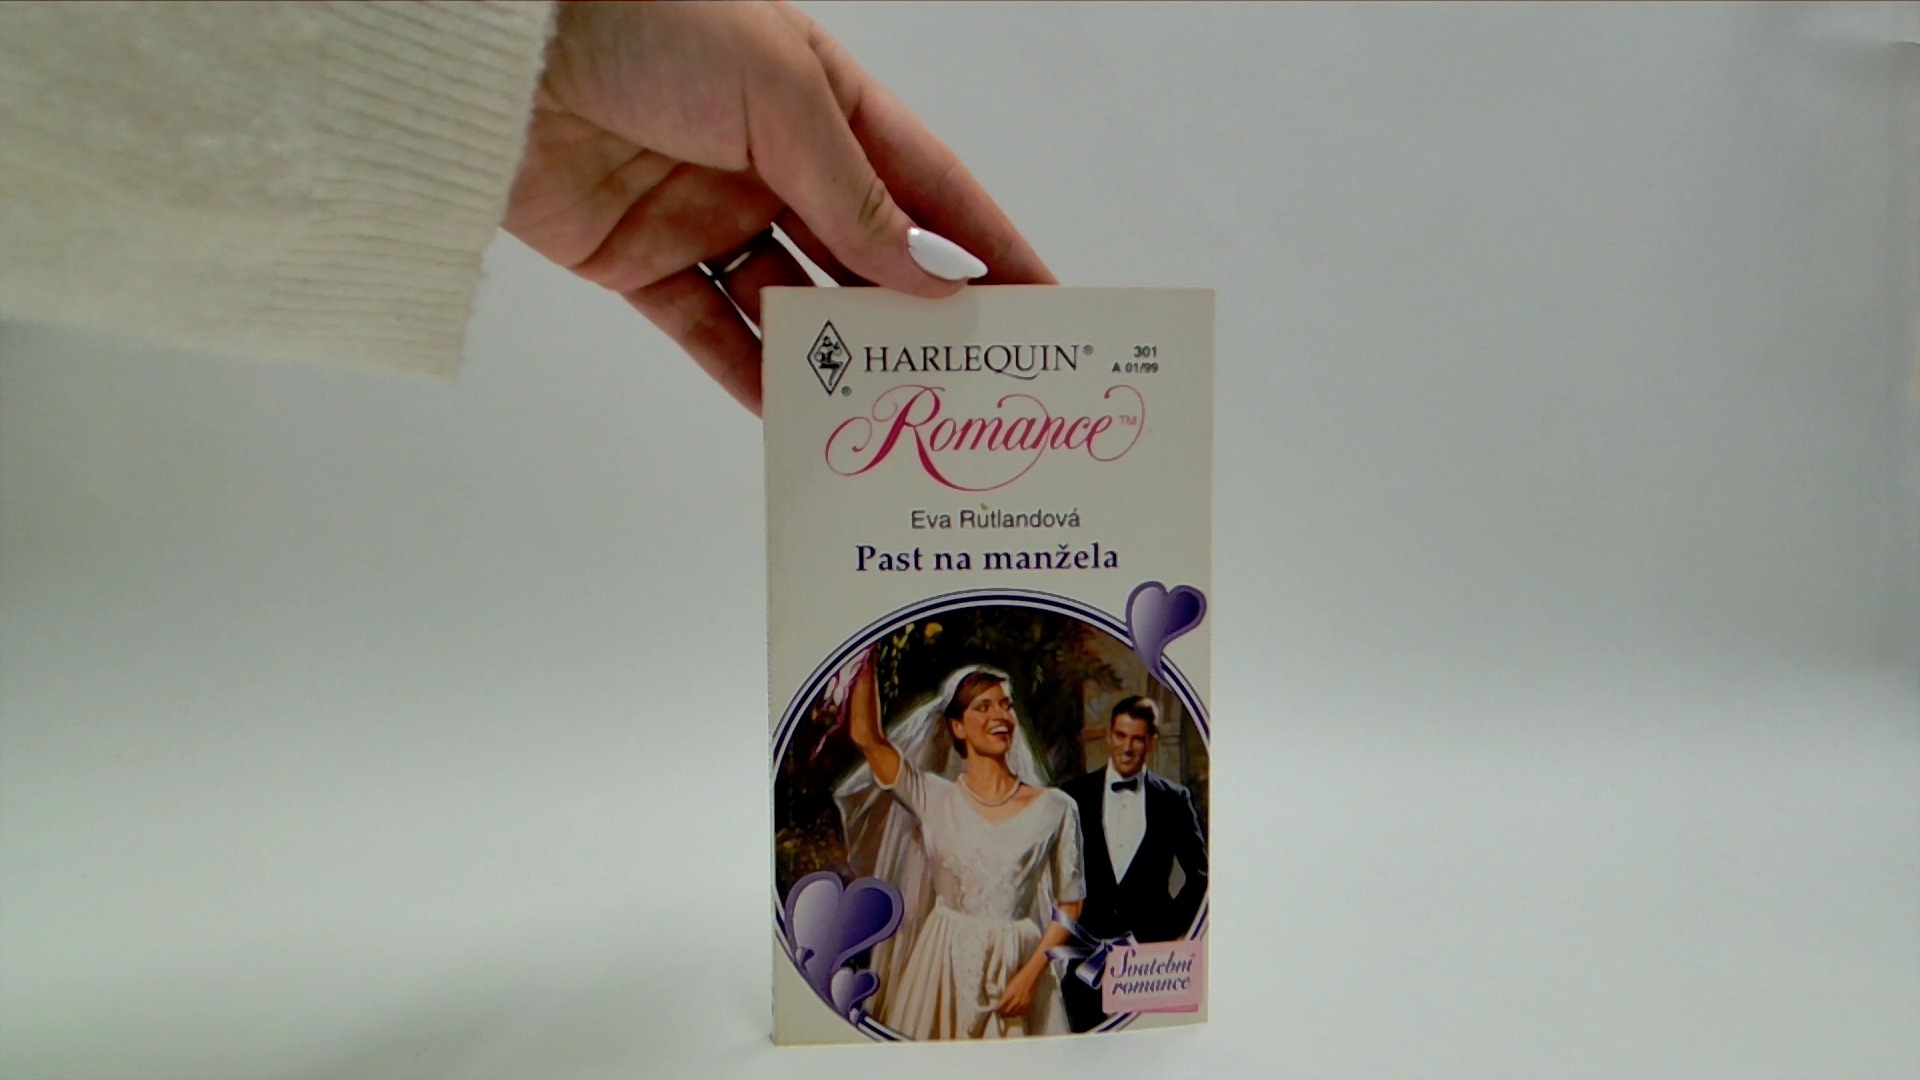 HARLEQUIN®
301
A 01/99
®
Romance™
Eva Rutlandová
Past na manžela
Svatební
romance